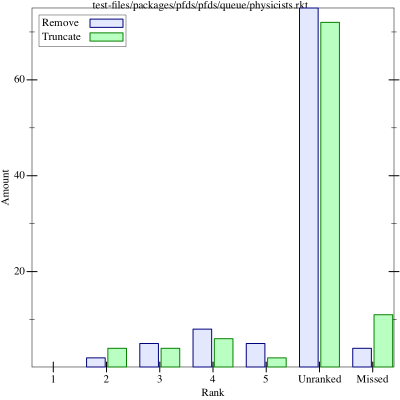 test-files/packages/pfds/pfds/queue/physicists.rkt
Remove
Truncate
60
40
20
Amount
1 2 3 4 5 Unranked Missed
Rank